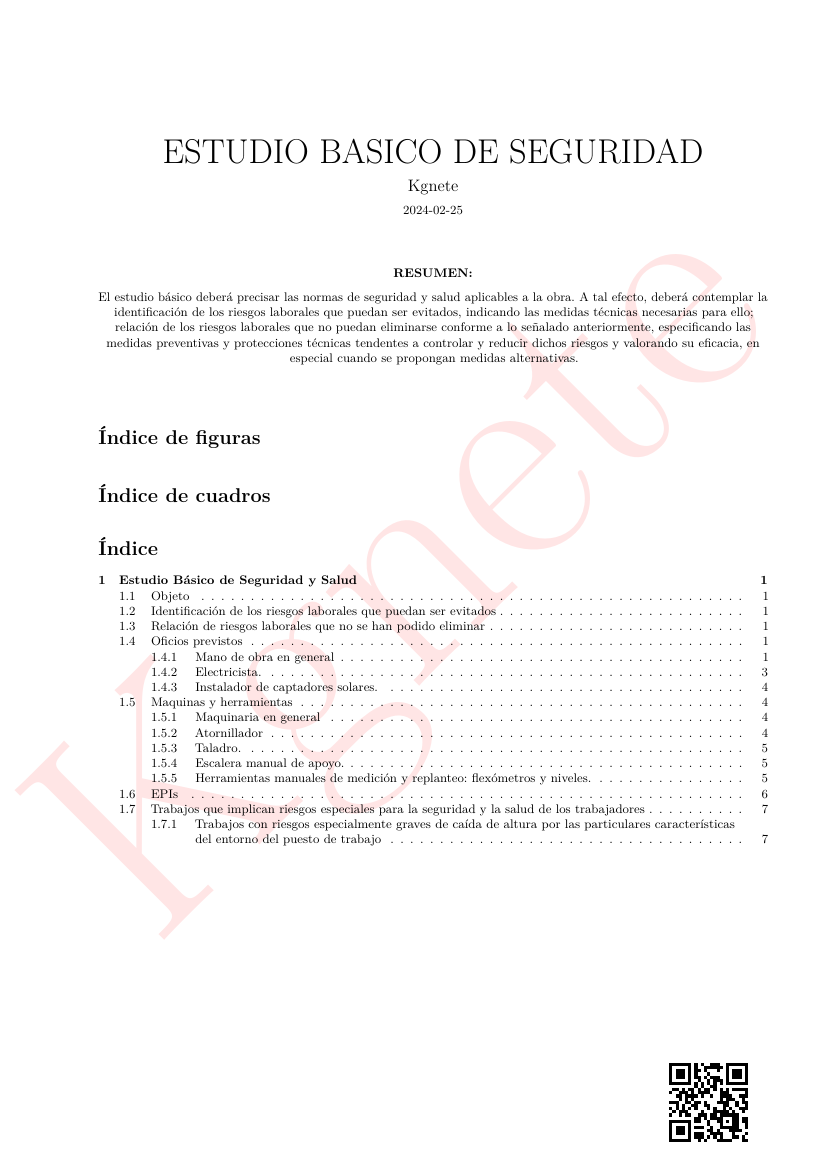 ESTUDIO BASICO DE SEGURIDAD
Kgnete
2024-02-25
RESUMEN:
El estudio básico deberá precisar las normas de seguridad y salud aplicables a la obra. A tal efecto, deberá contemplar la
identificación de los riesgos laborales que puedan ser evitados, indicando las medidas técnicas necesarias para ello;
relación de los riesgos laborales que no puedan eliminarse conforme a lo señalado anteriormente, especificando las
medidas preventivas y protecciones técnicas tendentes a controlar y reducir dichos riesgos y valorando su eficacia, en
especial cuando se propongan medidas alternativas.
Índice de figuras
Índice de cuadros
Índice
1 Estudio Básico de Seguridad y Salud 1
1.1 Objeto . . . . . . . . . . . . . . . . . . . . 1
1.2 Identificación de los riesgos laborales que puedan ser evitados . . . . . . . . . . 1
1.3 Relación de riesgos laborales que no se han podido eliminar . . . . . . . . . . 1
1.4 Oficios previstos . . . . . . . . . . . . . . . . . . . . 1
1.4.1 Mano de obra en general . . . . . . . . . . . . . . . . . . . . 1
1.4.2 Electricista. . . . . . . . . . . . . . . . . . . . . 3
1.4.3 Instalador de captadores solares. . . . . . . . . . . . . . . . . . . . . 4
1.5 Maquinas y herramientas . . . . . . . . . . . . . . . . . . . . 4
1.5.1 Maquinaria en general . . . . . . . . . . . . . . . . . . . . 4
1.5.2 Atornillador . . . . . . . . . . . . . . . . . . . . 4
1.5.3 Taladro. . . . . . . . . . . . . . . . . . . . . 5
1.5.4 Escalera manual de apoyo. . . . . . . . . . . . . . . . . . . . . 5
1.5.5 Herramientas manuales de medición y replanteo: flexómetros y niveles. . . . . . . . . . . 5
1.6 EPIs . . . . . . . . . . . . . . . . . . . . 6
1.7 Trabajos que implican riesgos especiales para la seguridad y la salud de los trabajadores . . . . . . . . . . 7
1.7.1 Trabajos con riesgos especialmente graves de caída de altura por las particulares características
del entorno del puesto de trabajo . . . . . . . . . . . . . . . . . . . . 7
Kgnete